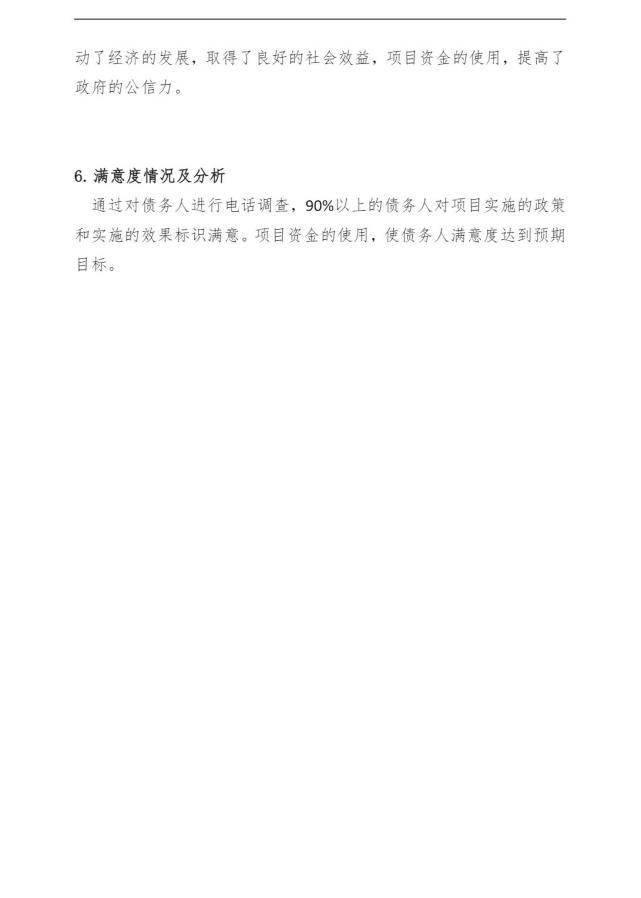 动了经济的发展，取得了良好的社会效益，项目资金的使用，提高了
政府的公信力。
6. 满意度情况及分析
通过对债务人进行电话调查，90%以上的债务人对项目实施的政策
和实施的效果标识满意。项目资金的使用，使债务人满意度达到预期
目标。